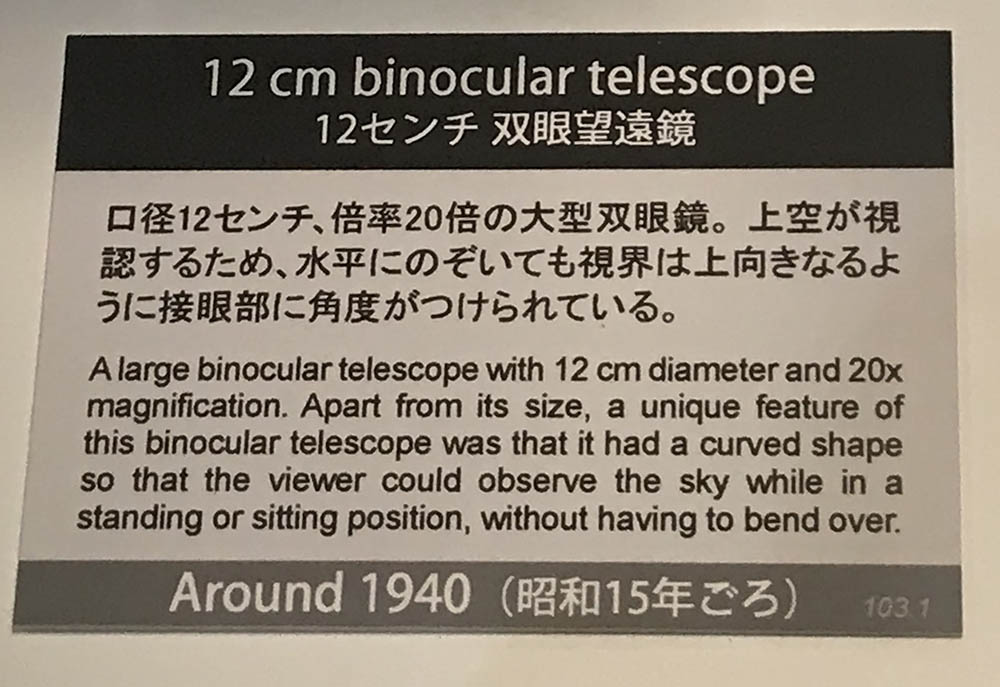 12 cm binocular telescope
12センチ 双眼望遠鏡
口径12センチ、倍率20倍の大型双眼鏡。上空が視
認するため、水平にのぞいても視界は上向きなるよ
うに接眼部に角度がつけられている。
A large binocular telescope with 12 cm diameter and 20x
magnification. Apart from its size, a unique feature of
this binocular telescope was that it had a curved shape
so that the viewer could observe the sky while in a
standing or sitting position, without having to bend over.
Around 1940（昭和15年ごろ） 103.1